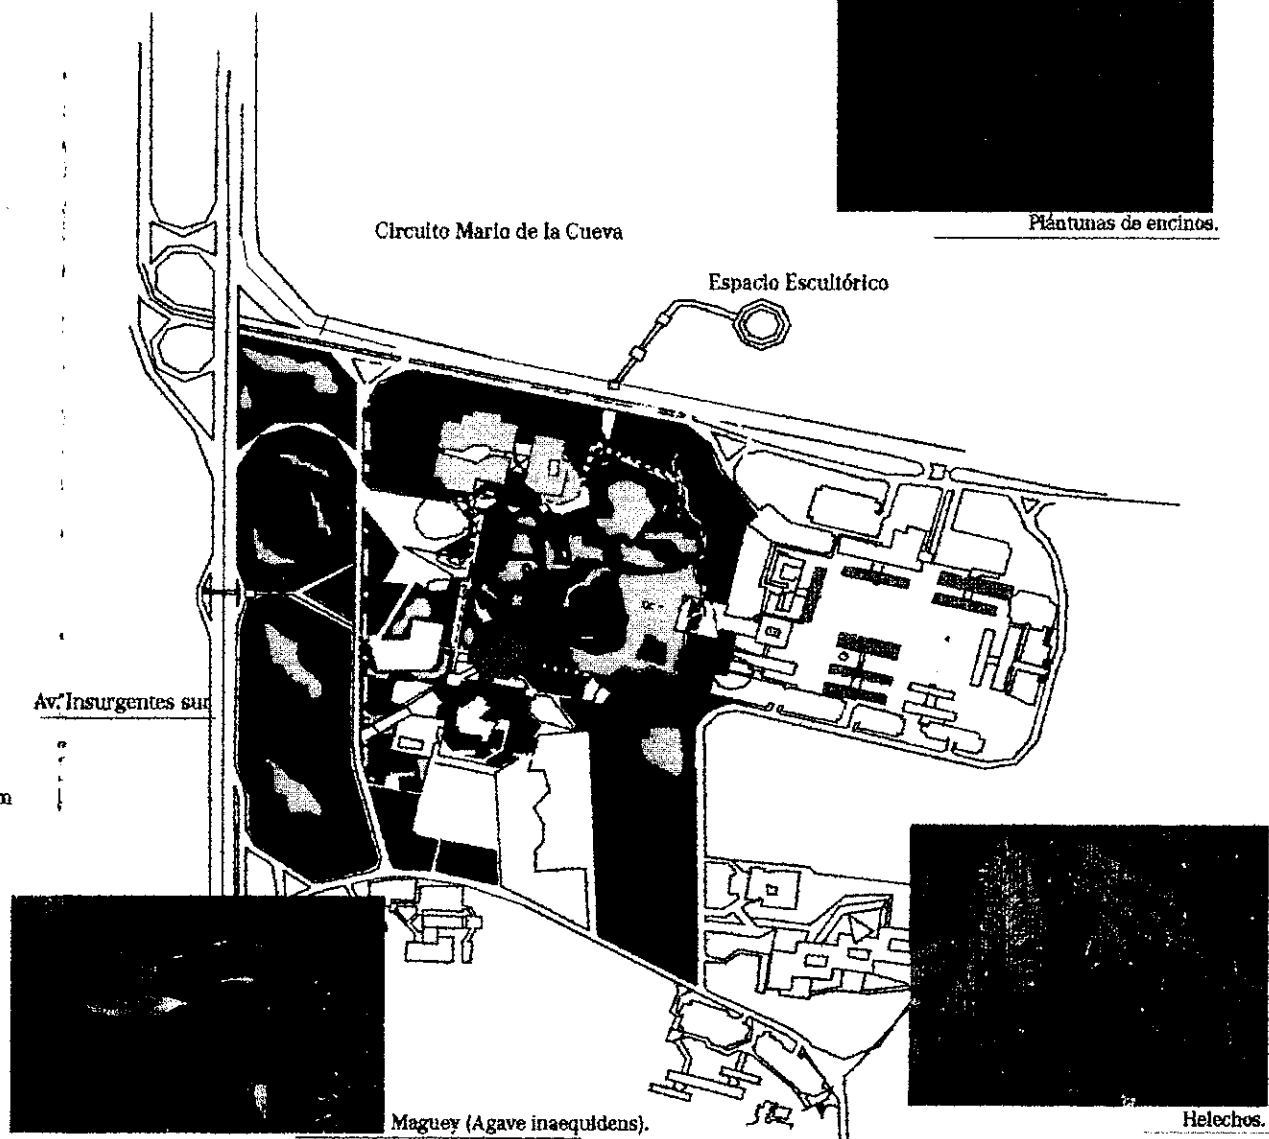 Plántunas de encinos.
Circuito Mario de la Cueva
Espacio Escultórico
Av. Insurgentes sur
m
Maguey (Agave inaequidens).
Helechos.